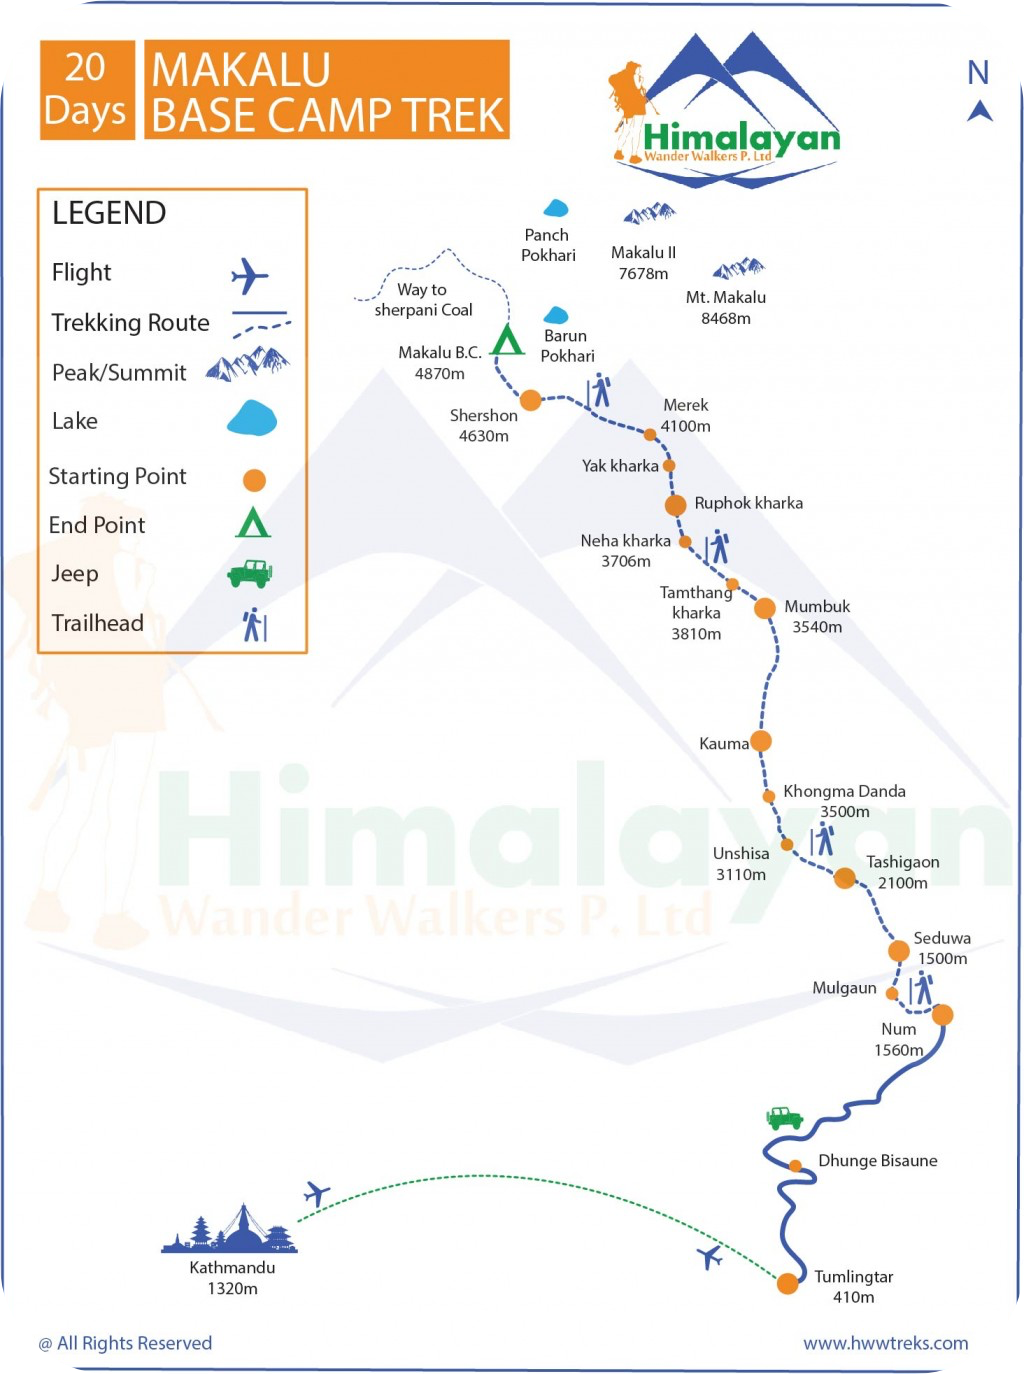 20
Days
MAKALU
BASE CAMP TREK
Himalayan
Wander Walkers P. Ltd
N
LEGEND
Flight
Trekking Route
Peak/Summit
Lake
Starting Point
End Point
Jeep
Trailhead
Panch
Pokhari
Makalu II
7678m
Mt. Makalu
8468m
Way to
sherpani Coal
Barun
Pokhari
Makalu B.C.
4870m
Shershon
4630m
Merek
4100m
Yak kharka
Ruphok kharka
Neha kharka
3706m
Tamthang
kharka
3810m
Mumbuk
3540m
Kauma
Khongma Danda
3500m
Unshisa
3110m
Tashigaon
2100m
Himalayan
Wander Walkers P. Ltd
Seduwa
1500m
Mulgaun
Num
1560m
Dhunge Bisaune
Kathmandu
1320m
Tumlingtar
410m
@ All Rights Reserved
www.hwwtreks.com